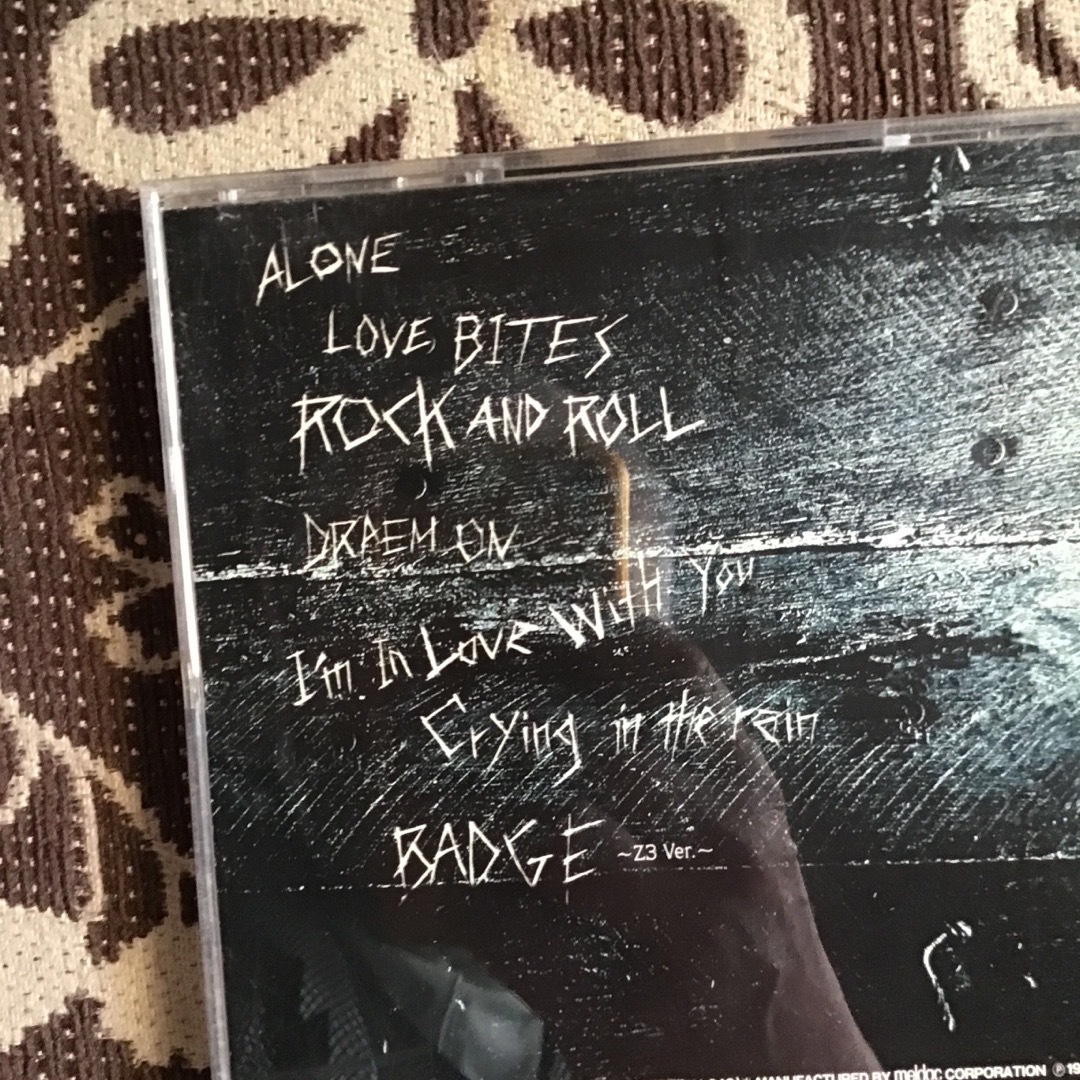 ALONE
LOVE BITES
ROCK AND ROLL
DRAEM ON
I'm In Love With You
Crying in the rain
BADGE ~Z3 Ver.~
MANUFACTURED BY meldac CORPORATION ℗19